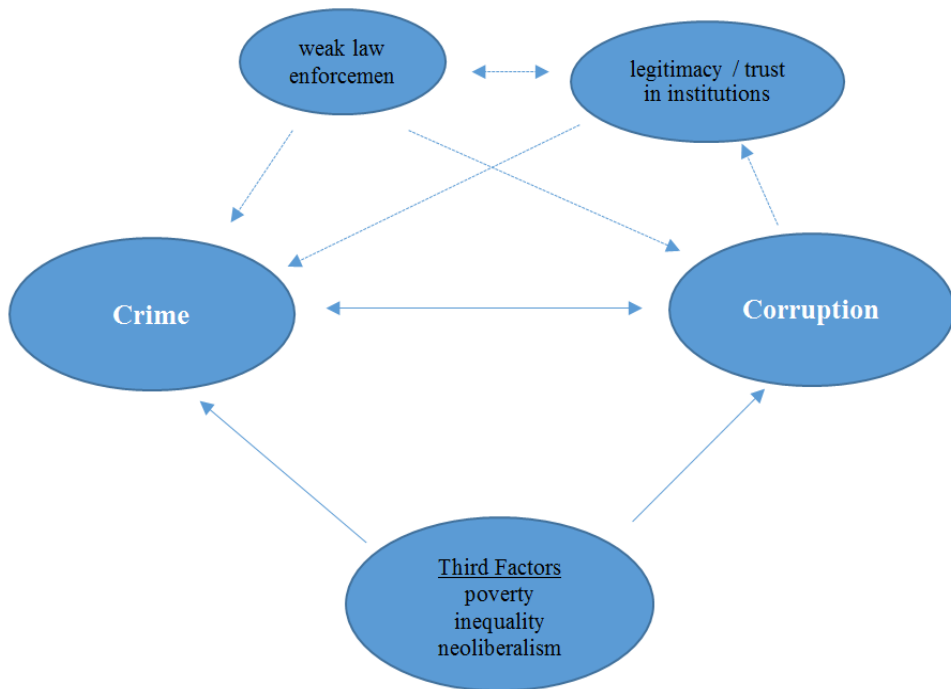 weak law
enforcemen
legitimacy / trust
in institutions
Crime
Corruption
Third Factors
poverty
inequality
neoliberalism